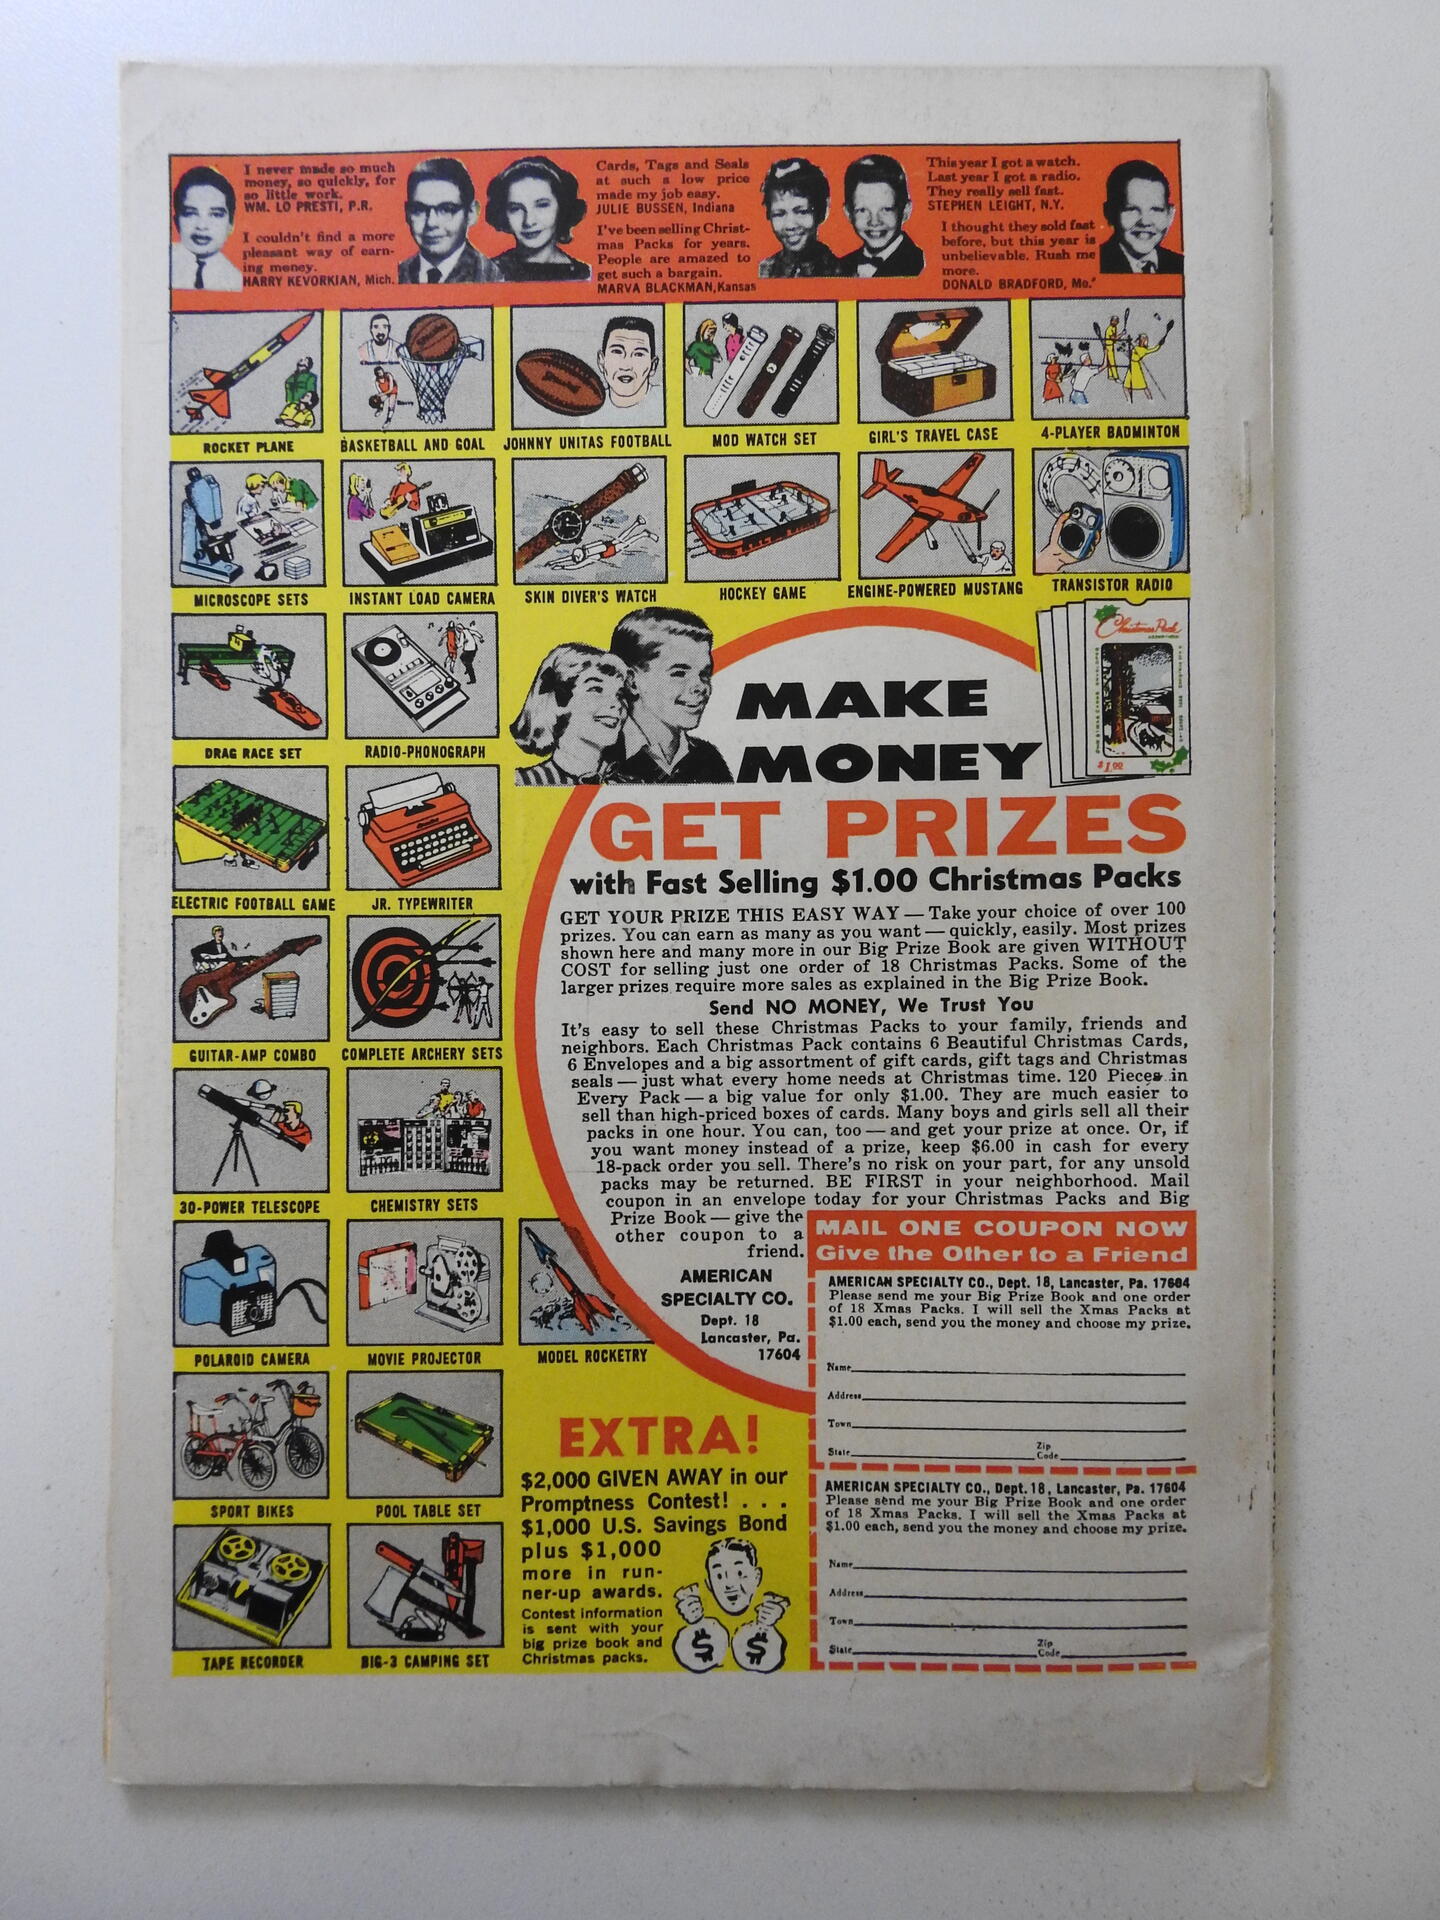 I never made so much
money, so quickly, for
so little work.
WM. LO PRESTI, P.R.
I couldn't find a more
pleasant way of earn-
ing money.
HARRY KEVORKIAN, Mich.
Cards, Tags and Seals
at such a low price
made my job easy.
JULIE BUSSEN, Indiana
I've been selling Christ-
mas Packs for years.
People are amazed to
get such a bargain.
MARVA BLACKMAN, Kansas
This year I got a watch.
Last year I got a radio.
They really sell fast.
STEPHEN LEIGHT, N.Y.
I thought they sold fast
before, but this year is
unbelievable. Rush me
more.
DONALD BRADFORD, Mo."
ROCKET PLANE
BASKETBALL AND GOAL
JOHNNY UNITAS FOOTBALL
MOD WATCH SET
GIRL'S TRAVEL CASE
4-PLAYER BADMINTON
MICROSCOPE SETS
INSTANT LOAD CAMERA
SKIN DIVER'S WATCH
HOCKEY GAME
ENGINE-POWERED MUSTANG
TRANSISTOR RADIO
DRAG RACE SET
RADIO-PHONOGRAPH
ELECTRIC FOOTBALL GAME
JR. TYPEWRITER
GUITAR-AMP COMBO
COMPLETE ARCHERY SETS
30-POWER TELESCOPE
CHEMISTRY SETS
POLAROID CAMERA
MOVIE PROJECTOR
MODEL ROCKETRY
SPORT BIKES
POOL TABLE SET
TAPE RECORDER
BIG-3 CAMPING SET
Christmas Pack
$1.00
MAKE
MONEY
GET PRIZES
with Fast Selling $1.00 Christmas Packs
GET YOUR PRIZE THIS EASY WAY — Take your choice of over 100
prizes. You can earn as many as you want — quickly, easily. Most prizes
shown here and many more in our Big Prize Book are given WITHOUT
COST for selling just one order of 18 Christmas Packs. Some of the
larger prizes require more sales as explained in the Big Prize Book.
Send NO MONEY, We Trust You
It's easy to sell these Christmas Packs to your family, friends and
neighbors. Each Christmas Pack contains 6 Beautiful Christmas Cards,
6 Envelopes and a big assortment of gift cards, gift tags and Christmas
seals — just what every home needs at Christmas time. 120 Pieces in
Every Pack — a big value for only $1.00. They are much easier to
sell than high-priced boxes of cards. Many boys and girls sell all their
packs in one hour. You can, too — and get your prize at once. Or, if
you want money instead of a prize, keep $6.00 in cash for every
18-pack order you sell. There's no risk on your part, for any unsold
packs may be returned. BE FIRST in your neighborhood. Mail
coupon in an envelope today for your Christmas Packs and Big
Prize Book — give the
other coupon to a
friend.
AMERICAN
SPECIALTY CO.
Dept. 18
Lancaster, Pa.
17604
EXTRA!
$2,000 GIVEN AWAY in our
Promptness Contest! . . .
$1,000 U.S. Savings Bond
plus $1,000
more in run-
ner-up awards.
Contest information
is sent with your
big prize book and
Christmas packs.
$ $
MAIL ONE COUPON NOW
Give the Other to a Friend
AMERICAN SPECIALTY CO., Dept. 18, Lancaster, Pa. 17604
Please send me your Big Prize Book and one order
of 18 Xmas Packs. I will sell the Xmas Packs at
$1.00 each, send you the money and choose my prize.
Name
Address
Town
State Zip Code
AMERICAN SPECIALTY CO., Dept. 18, Lancaster, Pa. 17604
Please send me your Big Prize Book and one order
of 18 Xmas Packs. I will sell the Xmas Packs at
$1.00 each, send you the money and choose my prize.
Name
Address
Town
State Zip Code